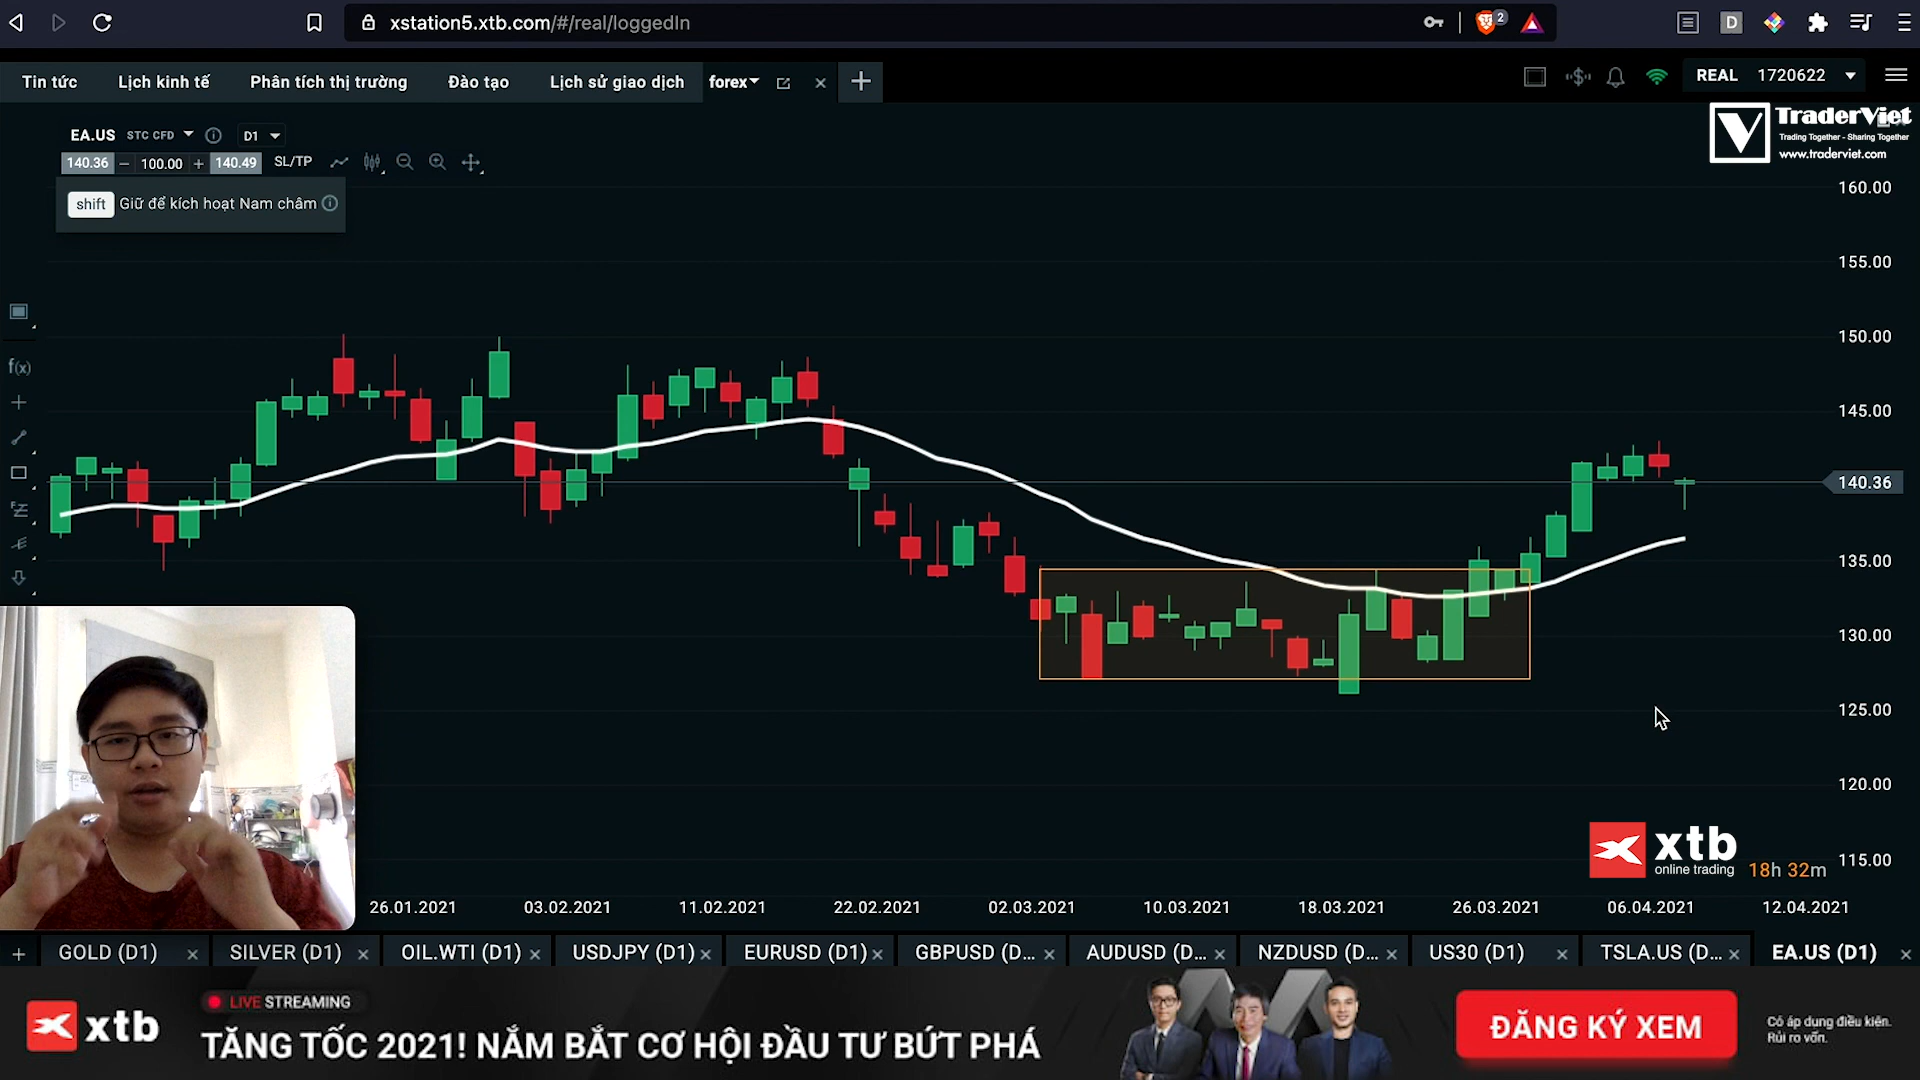 xstation5.xtb.com/#/real/loggedIn
2
D
Tin tức
Lịch kinh tế
Phân tích thị trường
Đào tạo
Lịch sử giao dịch
forex
REAL 1720622
TraderViet
Trading Together - Sharing Together
www.traderviet.com
EA.US STC CFD D1
140.36 − 100.00 + 140.49 SL/TP
shift Giữ để kích hoạt Nam châm
f(x)
160.00
155.00
150.00
145.00
140.36
135.00
130.00
125.00
120.00
115.00
xtb
online trading
18h 32m
26.01.2021
03.02.2021
11.02.2021
22.02.2021
02.03.2021
10.03.2021
18.03.2021
26.03.2021
06.04.2021
12.04.2021
GOLD (D1)
SILVER (D1)
OIL.WTI (D1)
USDJPY (D1)
EURUSD (D1)
GBPUSD (D...
AUDUSD (D...
NZDUSD (D...
US30 (D1)
TSLA.US (D...
EA.US (D1)
xtb
LIVE STREAMING
TĂNG TỐC 2021! NẮM BẮT CƠ HỘI ĐẦU TƯ BỨT PHÁ
ĐĂNG KÝ XEM
Có áp dụng điều kiện.
Rủi ro vốn.